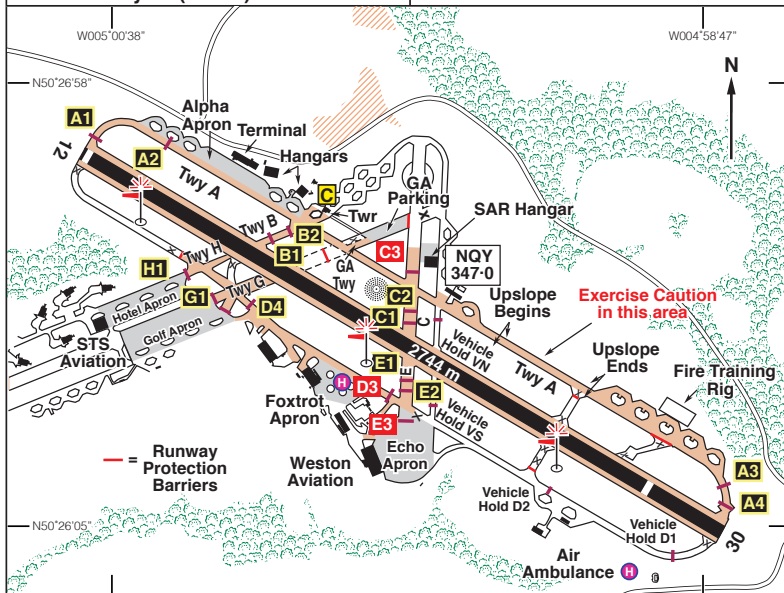 W005°00'38"
W004°58'47"
N50°26'58"
N
A1
Alpha
Apron
Terminal
Hangars
12
A2
Twy A
C
GA
Parking
Twr
SAR Hangar
Twy B
B2
B1
C3
NQY
347·0
Twy H
H1
GA
Twy
Twy G
G1
D4
Hotel Apron
Golf Apron
STS
Aviation
C2
C1
C
Upslope
Begins
Exercise Caution
in this area
Vehicle
Hold VN
2744 m
Twy A
Upslope
Ends
Fire Training
Rig
E1
E
E2
H
D3
Foxtrot
Apron
E3
Vehicle
Hold VS
Echo
Apron
Weston
Aviation
= Runway
Protection
Barriers
A3
A4
Vehicle
Hold D2
Vehicle
Hold D1
30
N50°26'05"
Air
Ambulance H